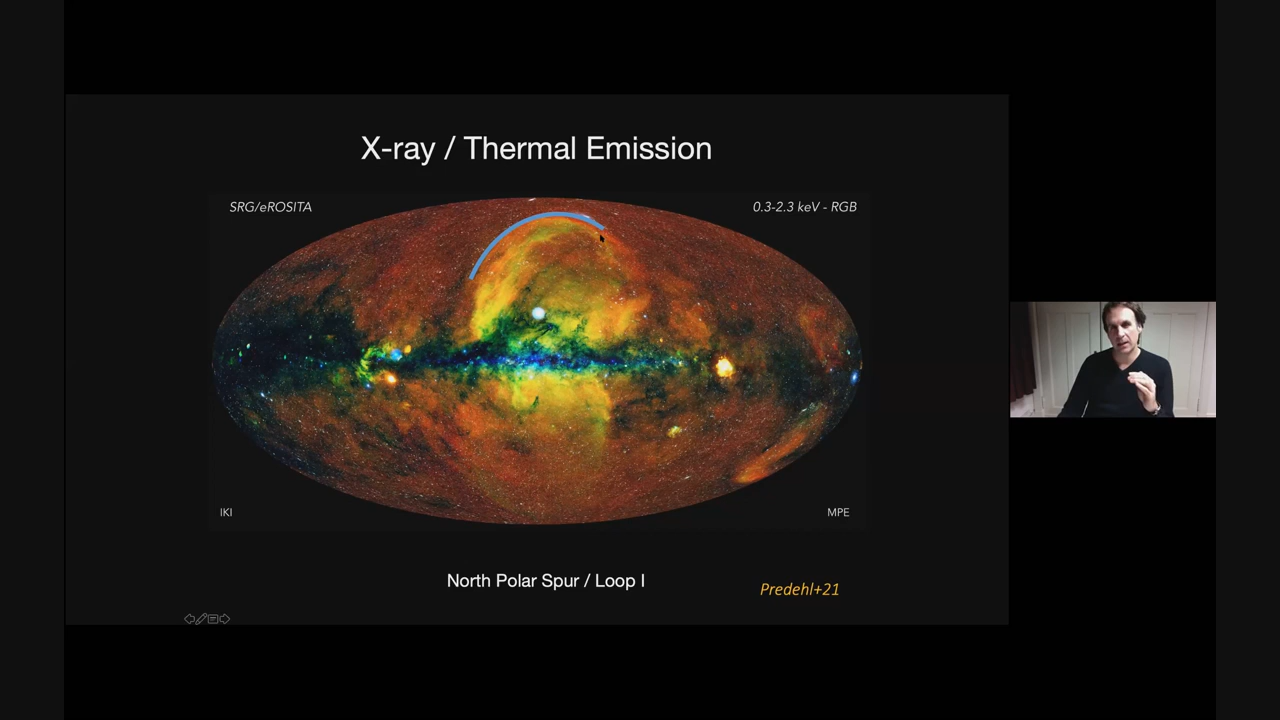 X-ray / Thermal Emission
SRG/eROSITA
0.3-2.3 keV - RGB
IKI
MPE
North Polar Spur / Loop I
Predehl+21